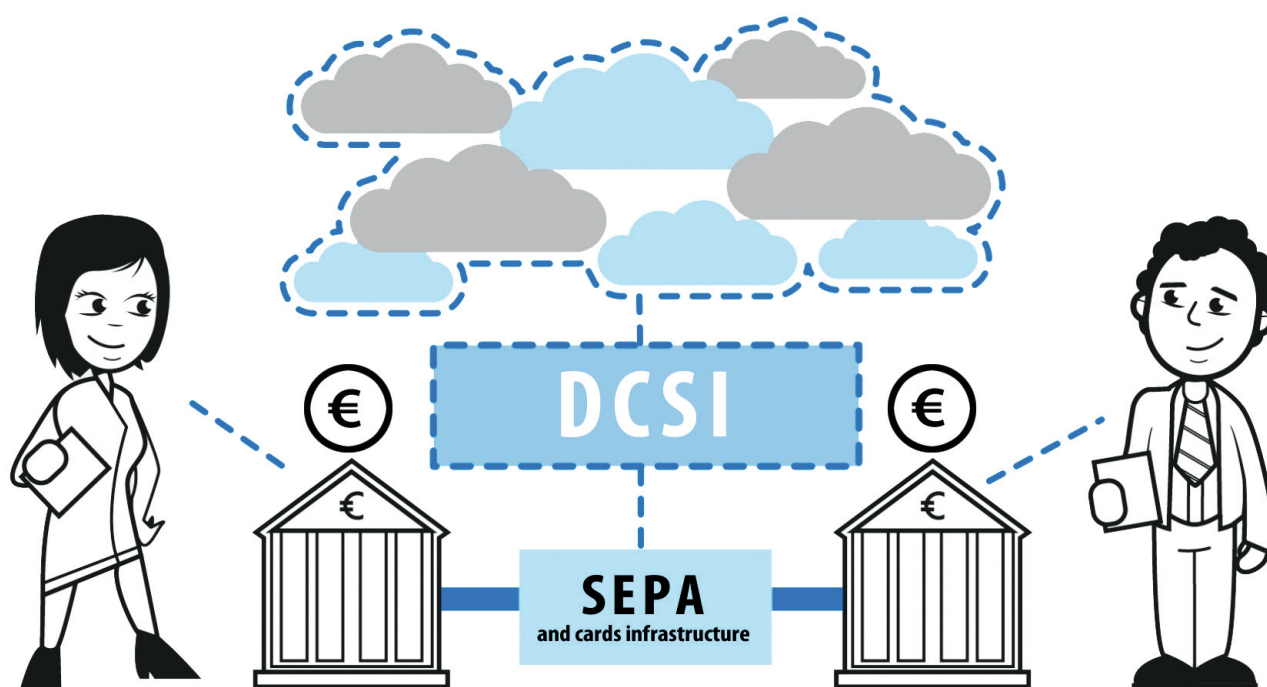 DCSI
€
€
€
€
SEPA
and cards infrastructure